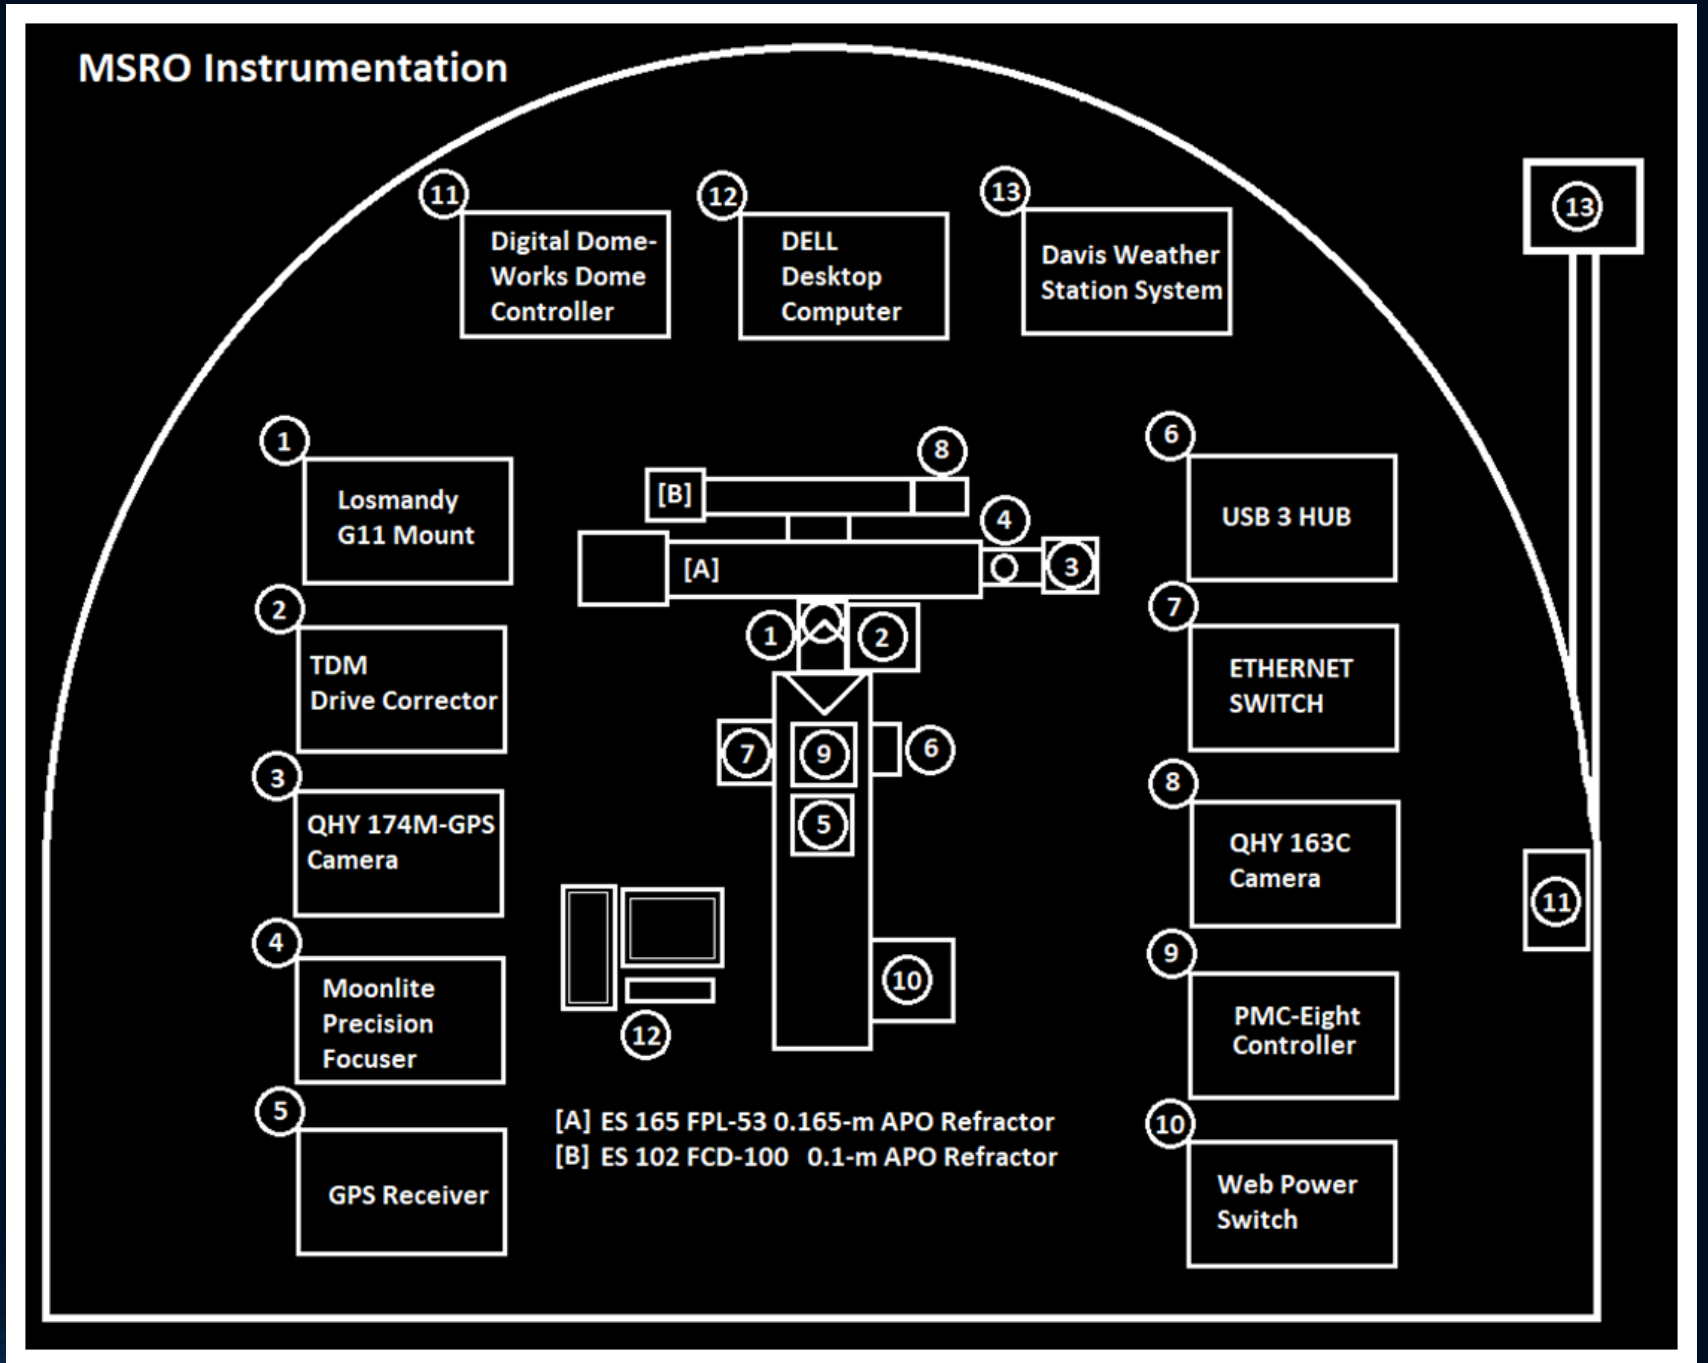 MSRO Instrumentation
11
Digital Dome-
Works Dome
Controller
12
DELL
Desktop
Computer
13
Davis Weather
Station System
13
1
Losmandy
G11 Mount
2
TDM
Drive Corrector
3
QHY 174M-GPS
Camera
4
Moonlite
Precision
Focuser
5
GPS Receiver
8
[B]
4
[A]
3
1
2
7
9
6
5
10
12
[A] ES 165 FPL-53 0.165-m APO Refractor
[B] ES 102 FCD-100 0.1-m APO Refractor
6
USB 3 HUB
7
ETHERNET
SWITCH
8
QHY 163C
Camera
9
PMC-Eight
Controller
10
Web Power
Switch
11